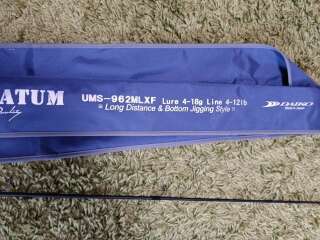 ATUM
UMS-962MLXF Lure 4-18g Line 4-12lb
" Long Distance & Bottom Jigging Style "
DAIKO